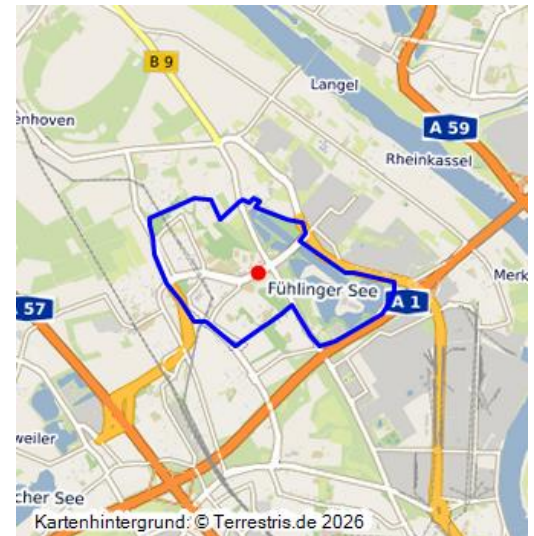 B 9
Langel
enhoven
A 59
Rheinkassel
Merk
Fühlinger See
A 1
57
weiler
cher See
Kartenhintergrund: © Terrestris.de 2026